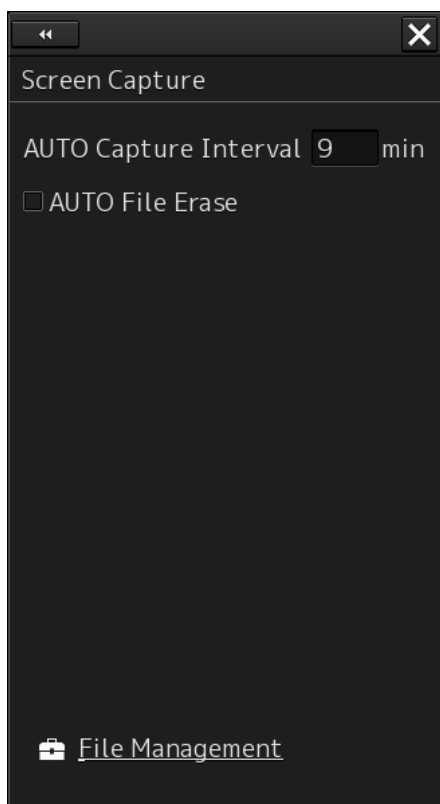 Screen Capture
AUTO Capture Interval 9 min
AUTO File Erase
File Management